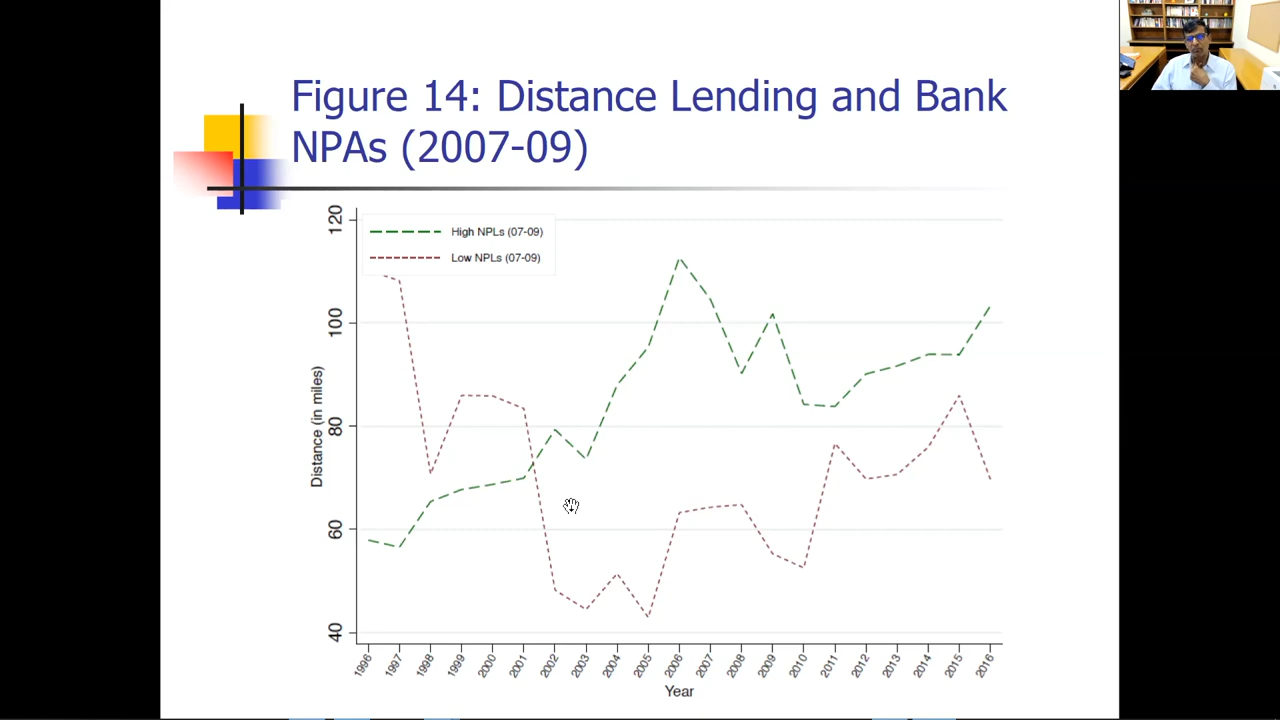 Figure 14: Distance Lending and Bank
NPAs (2007-09)
High NPLs (07-09)
Low NPLs (07-09)
120
100
80
60
40
Distance (in miles)
1996 1997 1998 1999 2000 2001 2002 2003 2004 2005 2006 2007 2008 2009 2010 2011 2012 2013 2014 2015 2016
Year